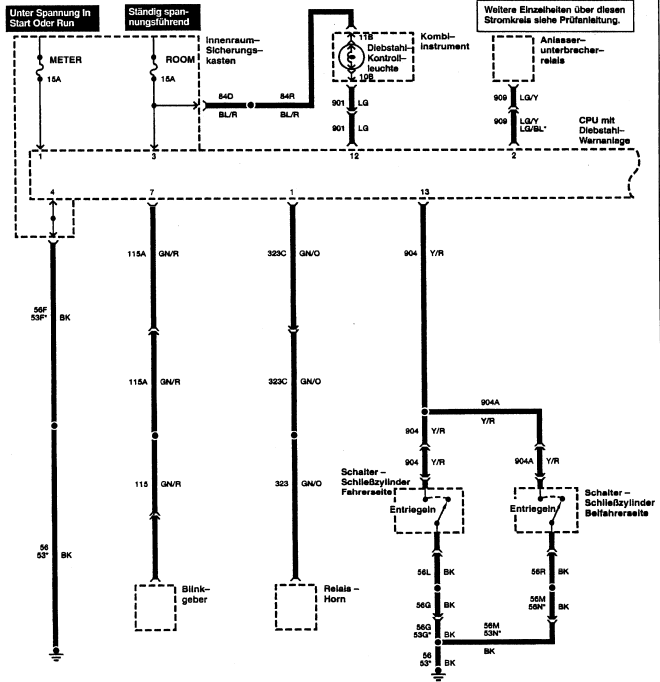 Unter Spannung In
Start Oder Run
Ständig span-
nungsführend
Weitere Einzelheiten über diesen
Stromkreis siehe Prüfanleitung.
METER
15A
ROOM
15A
Innenraum-
Sicherungs-
kasten
11B
Diebstahl-
Kontroll-
leuchte
10B
Kombi-
instrument
Anlasser-
unterbrecher-
relais
84D
BL/R
84R
BL/R
901
LG
901
LG
909
LG/Y
909
LG/Y
LG/BL*
CPU mit
Diebstahl-
Warnanlage
1
3
12
2
4
7
1
13
115A
GN/R
323C
GN/O
904
Y/R
56F
53F*
BK
115A
GN/R
323C
GN/O
904A
Y/R
904
Y/R
904
Y/R
904A
Y/R
115
GN/R
323
GN/O
Schalter –
Schließzylinder
Fahrerseite
Entriegeln
Entriegeln
Schalter –
Schließzylinder
Beifahrerseite
56
53*
BK
56L
BK
56R
BK
Blink-
geber
Relais –
Horn
56G
BK
56M
56N*
BK
56G
53G*
BK
56M
53N*
BK
56
53*
BK